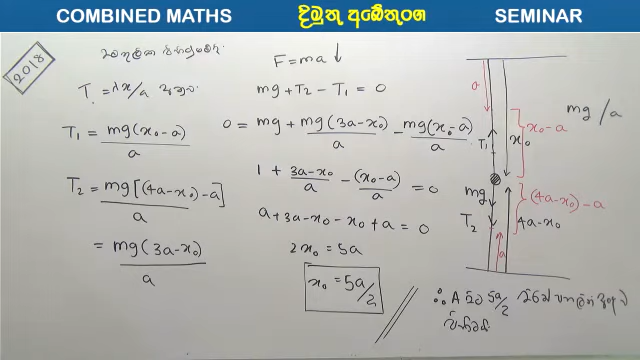 COMBINED MATHS
දිමුතු අබේතුංග
SEMINAR
2018
T = λx/a
T₁ = mg(x₀-a)/a
T₂ = mg[(4a-x₀)-a]/a
= mg(3a-x₀)/a
F = ma ↓
mg + T₂ - T₁ = 0
0 = mg + mg(3a-x₀)/a - mg(x₀-a)/a
1 + (3a-x₀)/a - (x₀-a)/a = 0
a + 3a - x₀ - x₀ + a = 0
2x₀ = 5a
x₀ = 5a/2
a
x₀-a
T₁
x₀
mg/a
mg
T₂
(4a-x₀)-a
4a-x₀
a
∴ A සිට 5a/2